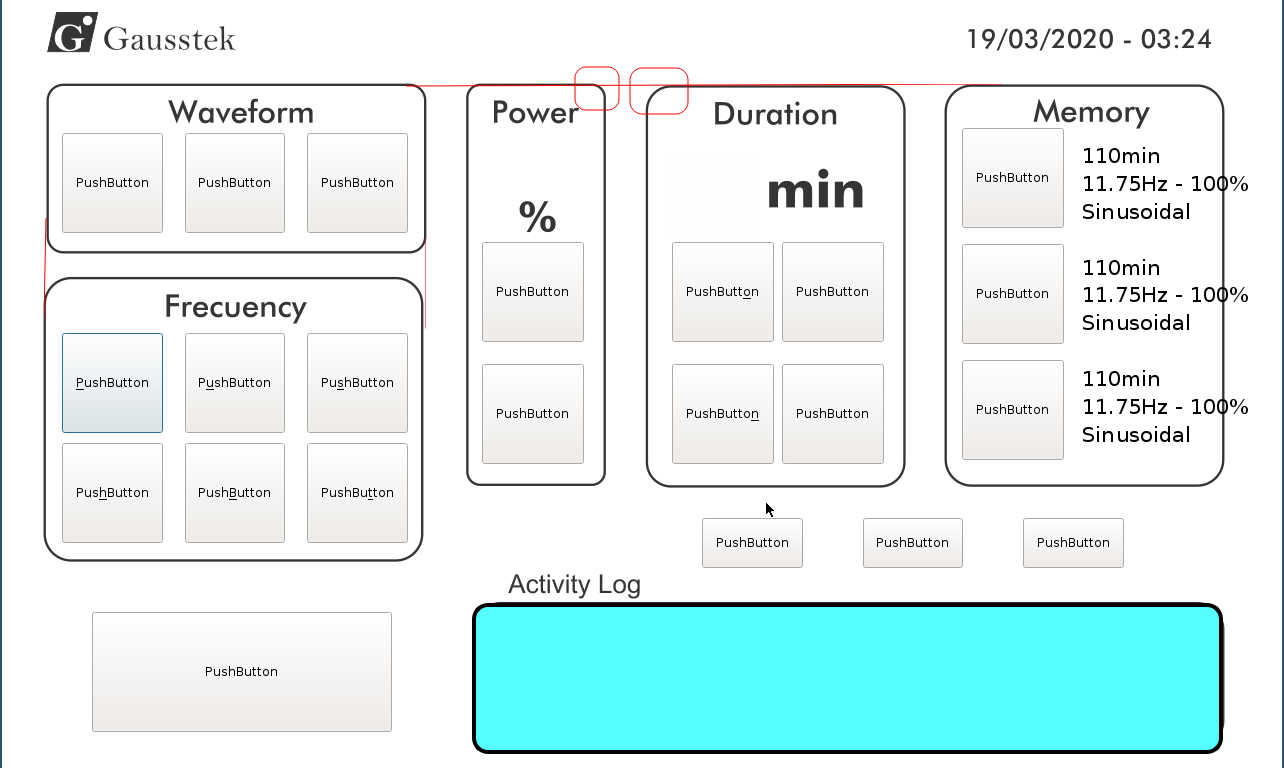 G Gausstek
19/03/2020 - 03:24
Waveform
PushButton PushButton PushButton
Frecuency
PushButton PushButton PushButton
PushButton PushButton PushButton
PushButton
Power
%
PushButton
PushButton
Duration
min
PushButton PushButton
PushButton PushButton
Memory
PushButton
110min
11.75Hz - 100%
Sinusoidal
PushButton
110min
11.75Hz - 100%
Sinusoidal
PushButton
110min
11.75Hz - 100%
Sinusoidal
PushButton PushButton PushButton
Activity Log